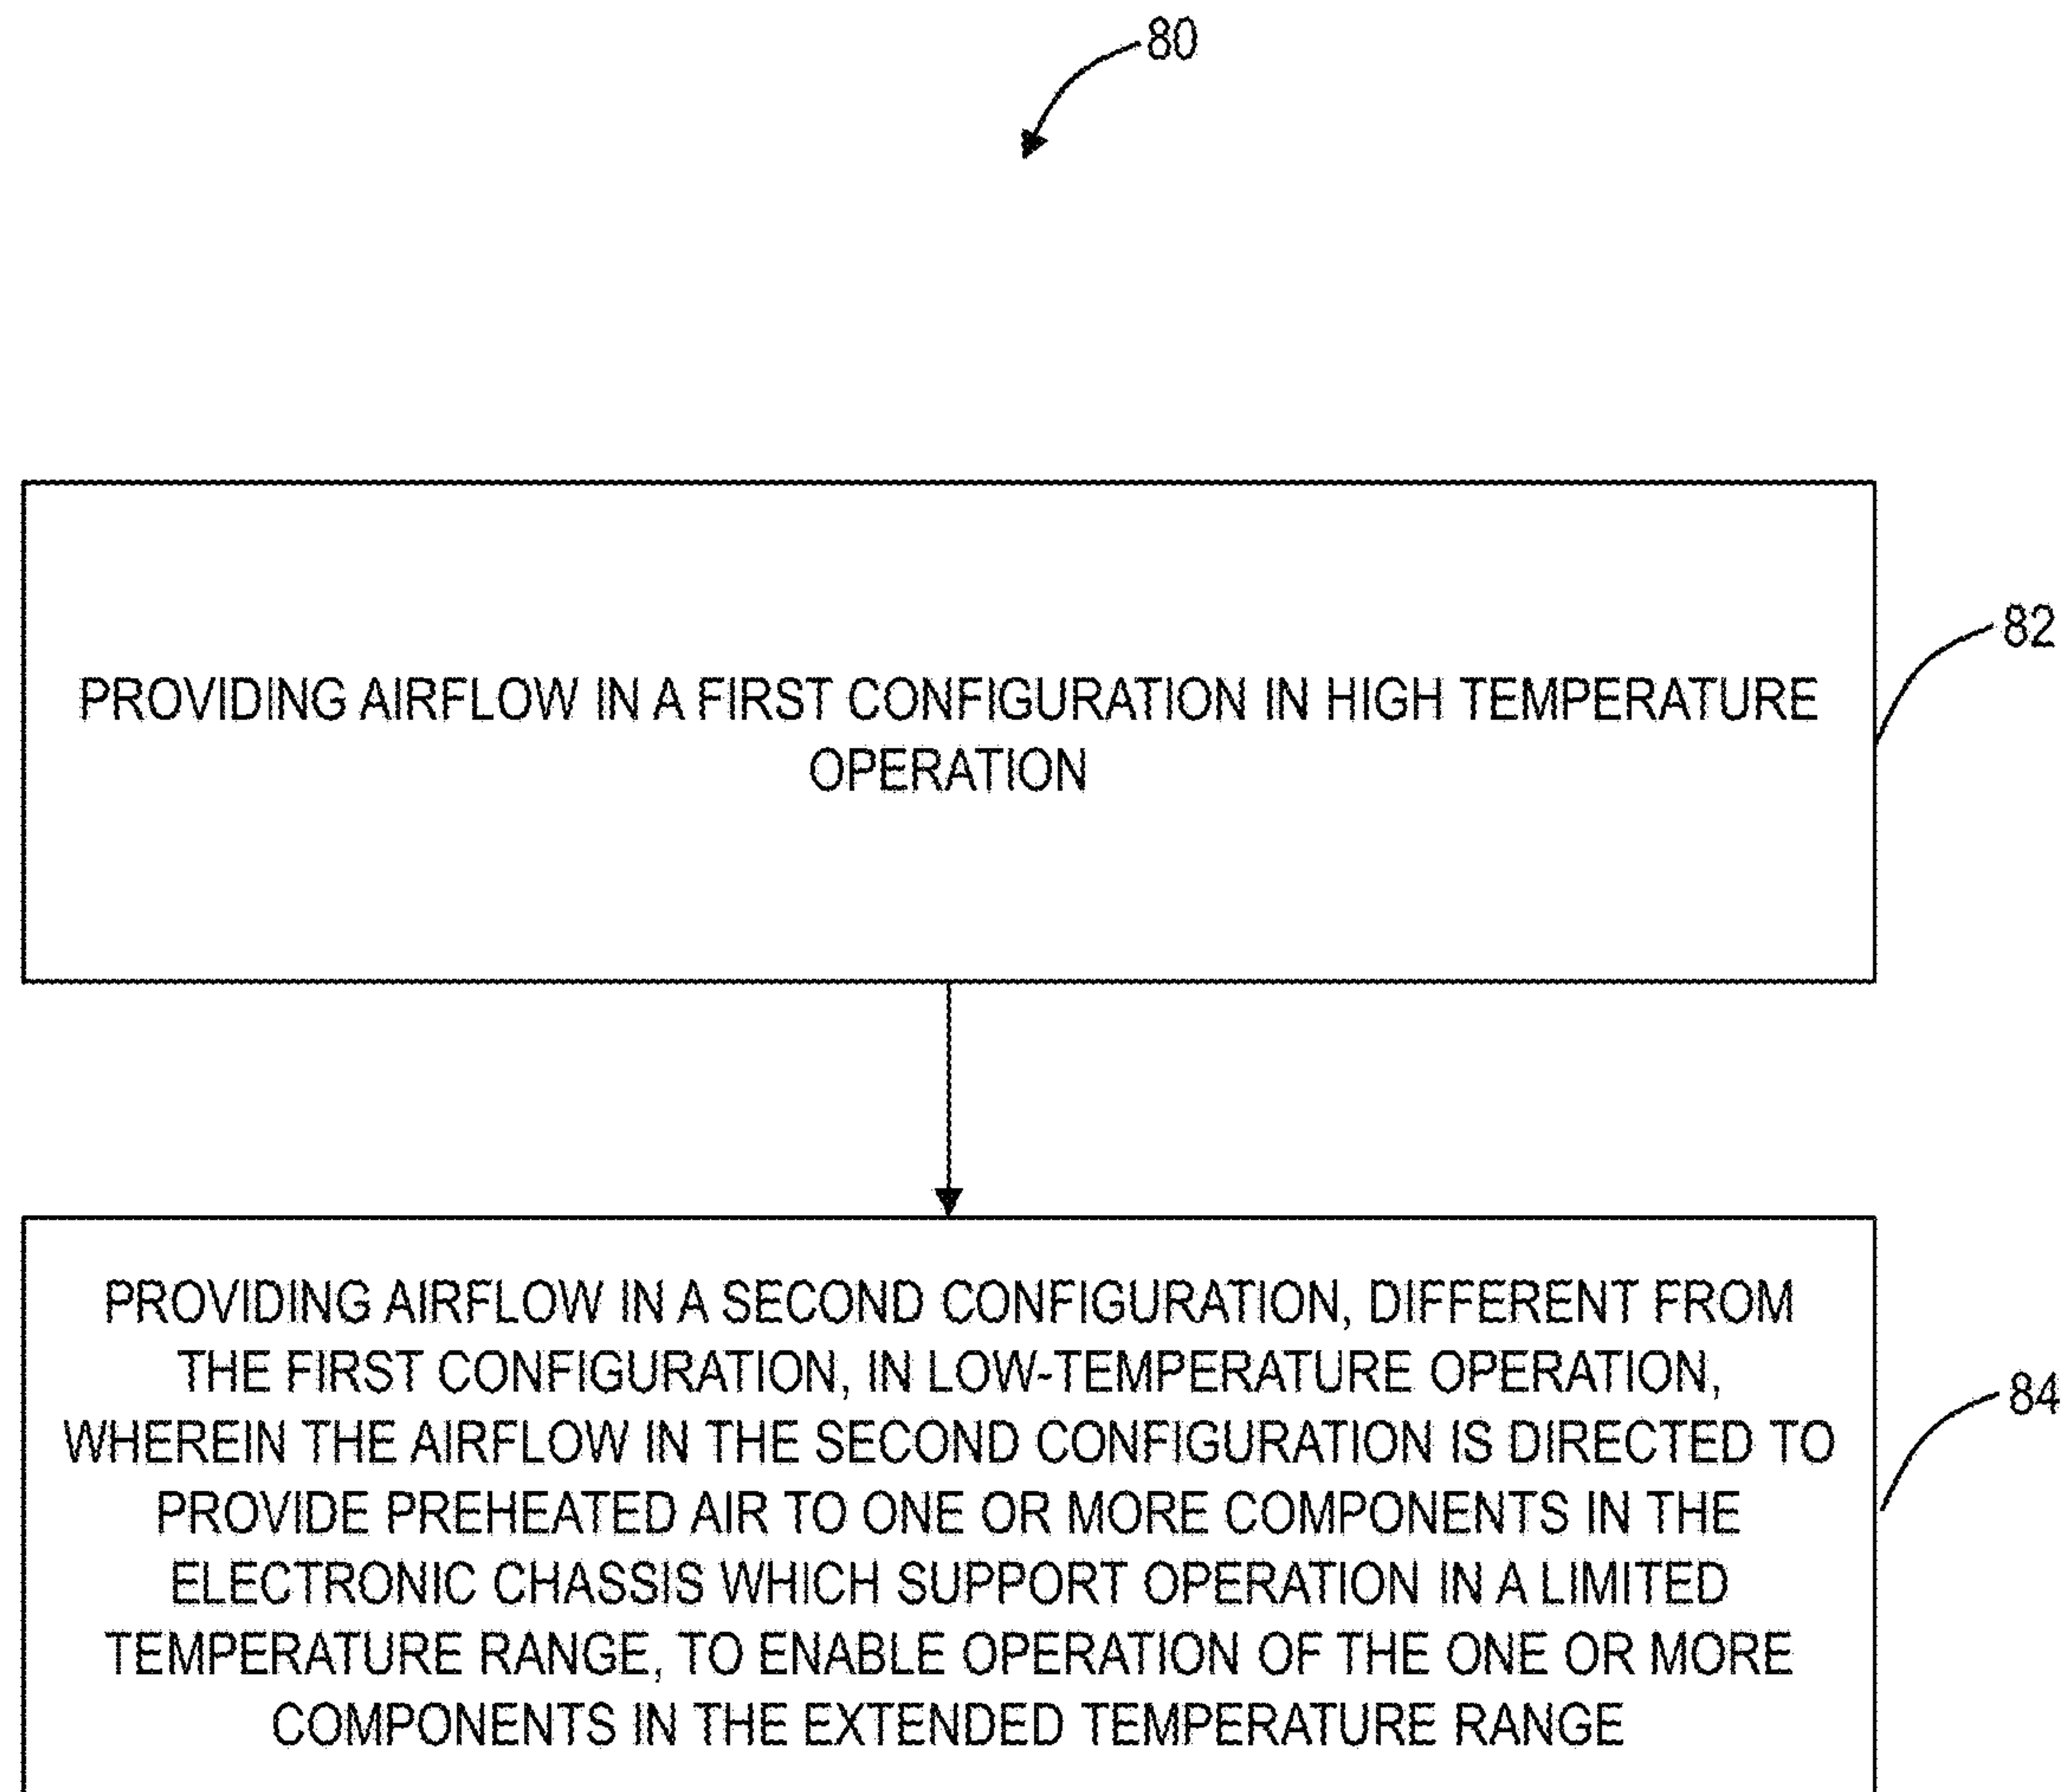 80
PROVIDING AIRFLOW IN A FIRST CONFIGURATION IN HIGH TEMPERATURE
OPERATION
82
PROVIDING AIRFLOW IN A SECOND CONFIGURATION, DIFFERENT FROM
THE FIRST CONFIGURATION, IN LOW-TEMPERATURE OPERATION,
WHEREIN THE AIRFLOW IN THE SECOND CONFIGURATION IS DIRECTED TO
PROVIDE PREHEATED AIR TO ONE OR MORE COMPONENTS IN THE
ELECTRONIC CHASSIS WHICH SUPPORT OPERATION IN A LIMITED
TEMPERATURE RANGE, TO ENABLE OPERATION OF THE ONE OR MORE
COMPONENTS IN THE EXTENDED TEMPERATURE RANGE
84